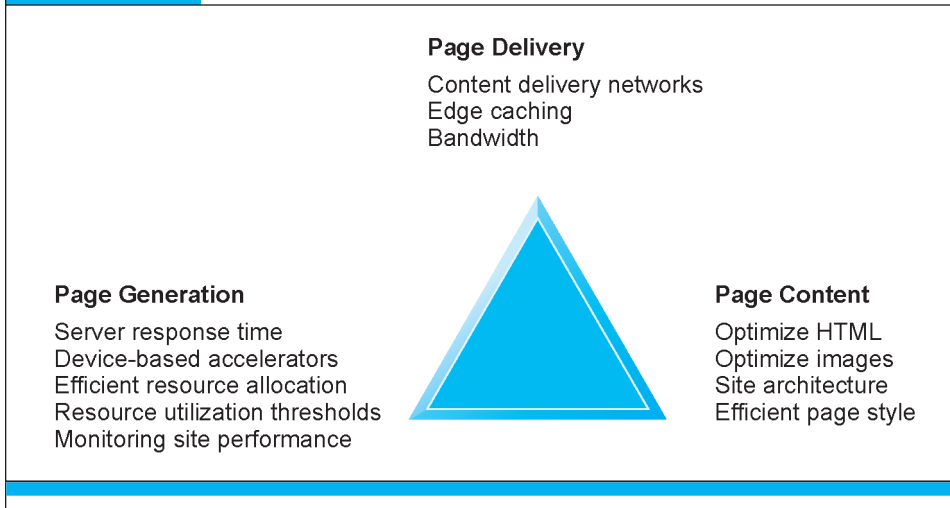 Page Delivery
Content delivery networks
Edge caching
Bandwidth
Page Generation
Server response time
Device-based accelerators
Efficient resource allocation
Resource utilization thresholds
Monitoring site performance
Page Content
Optimize HTML
Optimize images
Site architecture
Efficient page style